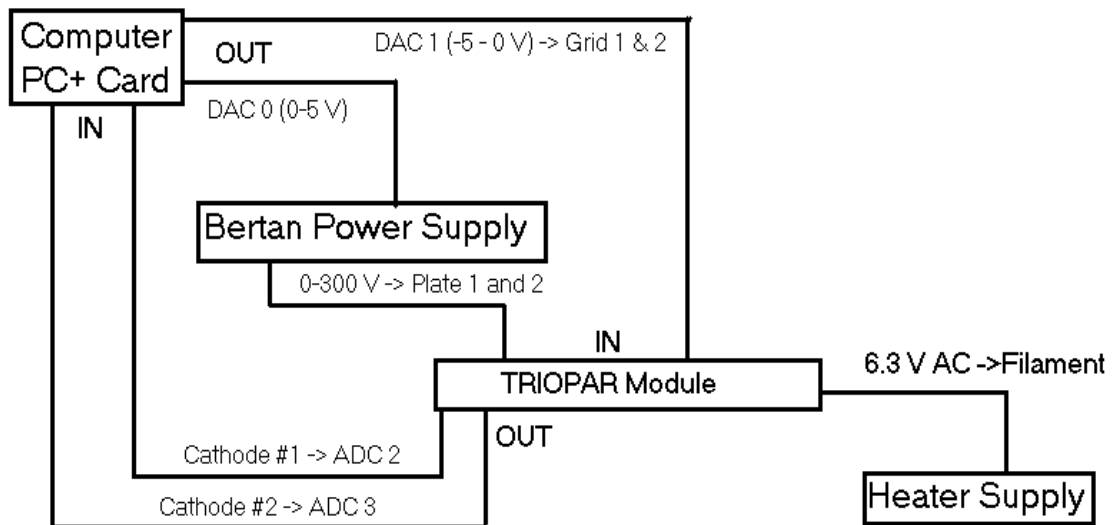 Computer
PC+ Card
OUT
DAC 1 (-5 - 0 V) -> Grid 1 & 2
DAC 0 (0-5 V)
IN
Bertan Power Supply
0-300 V -> Plate 1 and 2
IN
TRIOPAR Module
6.3 V AC ->Filament
OUT
Cathode #1 -> ADC 2
Cathode #2 -> ADC 3
Heater Supply